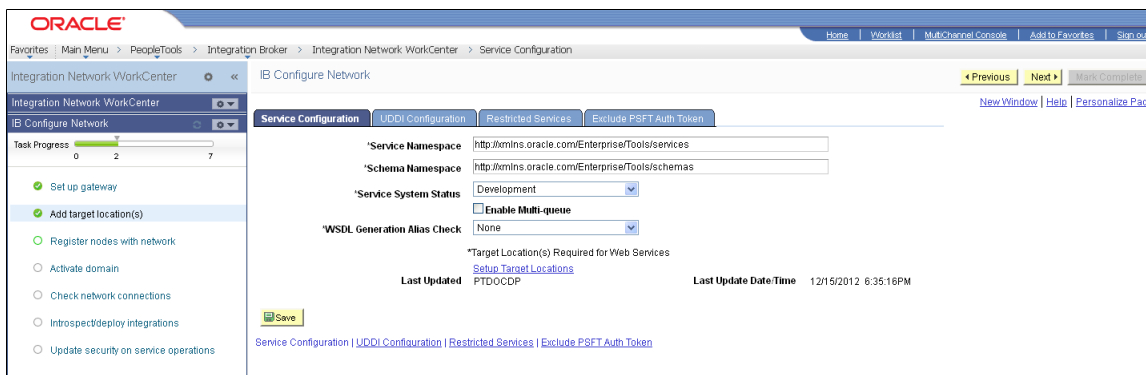 ORACLE'
Home | Worklist | MultiChannel Console | Add to Favorites |
Favorites | Main Menu > PeopleTools > Integration Broker > Integration Network WorkCenter > Service Configuration
Integration Network WorkCenter «
Integration Network WorkCenter
IB Configure Network
Task Progress
0 2 7
Set up gateway
Add target location(s)
Register nodes with network
Activate domain
Check network connections
Introspect/deploy integrations
Update security on service operations
IB Configure Network
Previous Next Mark Complete
New Window | Help | Personalize
Service Configuration UDDI Configuration Restricted Services Exclude PSFT Auth Token
*Service Namespace http://xmlns.oracle.com/Enterprise/Tools/services
*Schema Namespace http://xmlns.oracle.com/Enterprise/Tools/schemas
*Service System Status Development
Enable Multi-queue
*WSDL Generation Alias Check None
*Target Location(s) Required for Web Services
Setup Target Locations
Last Updated PTDOCDP Last Update Date/Time 12/15/2012 6:35:16PM
Save
Service Configuration | UDDI Configuration | Restricted Services | Exclude PSFT Auth Token